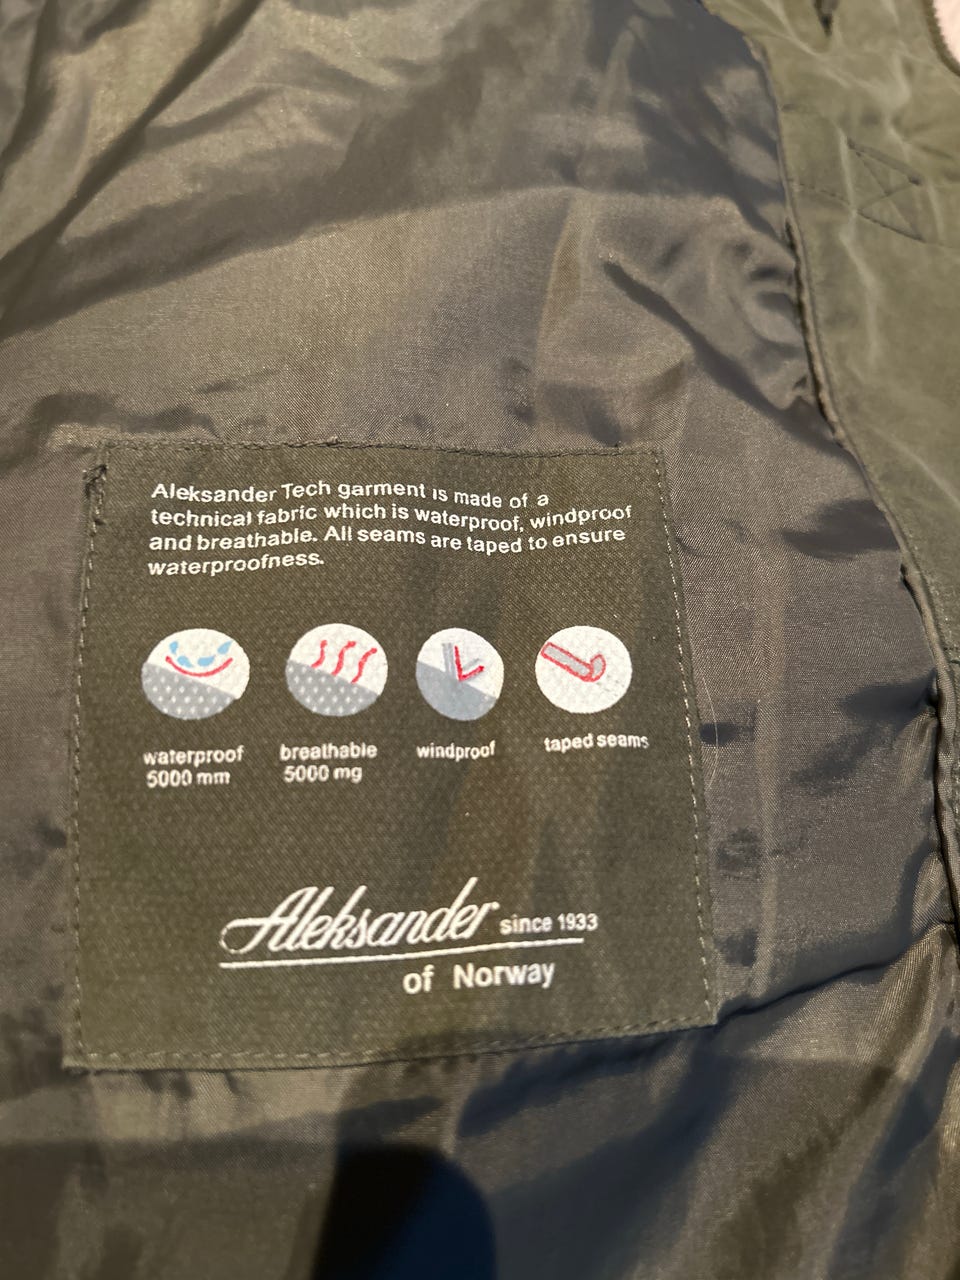 Aleksander Tech garment is made of a
technical fabric which is waterproof, windproof
and breathable. All seams are taped to ensure
waterproofness.
waterproof
5000 mm
breathable
5000 mg
windproof
taped seams
Aleksander since 1933
of Norway